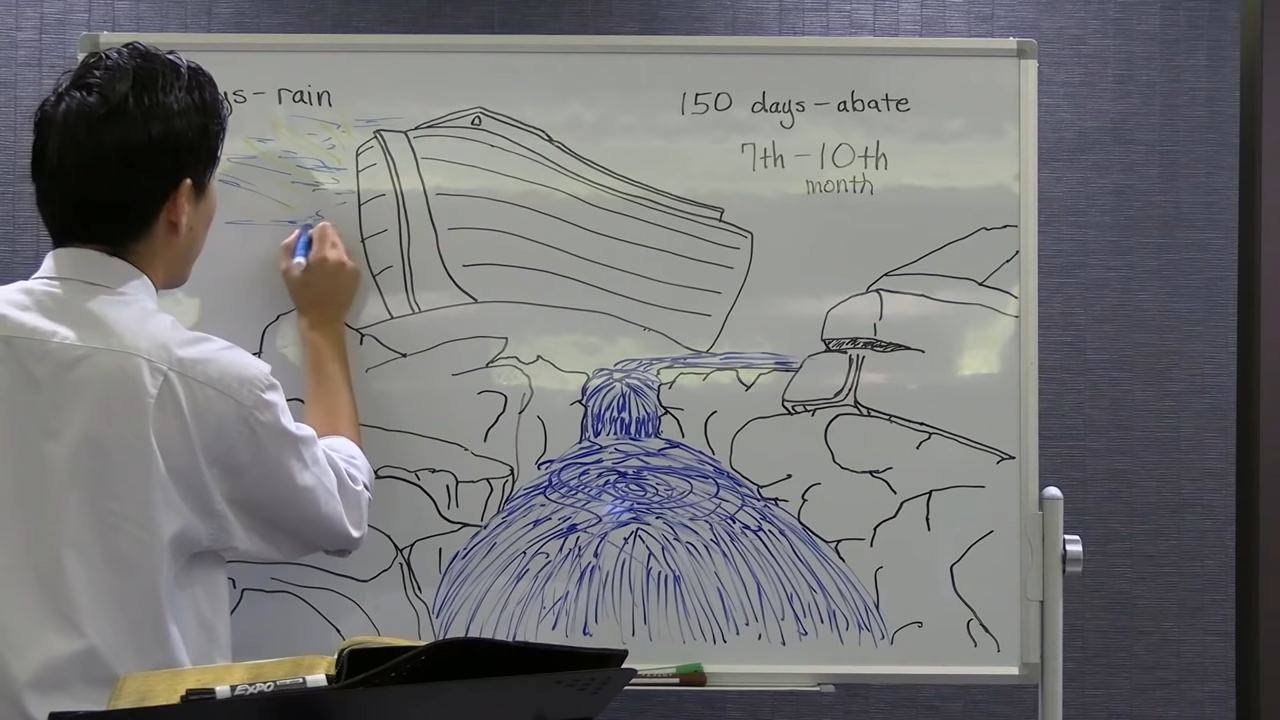 ys - rain
150 days - abate
7th - 10th
month
EXPO